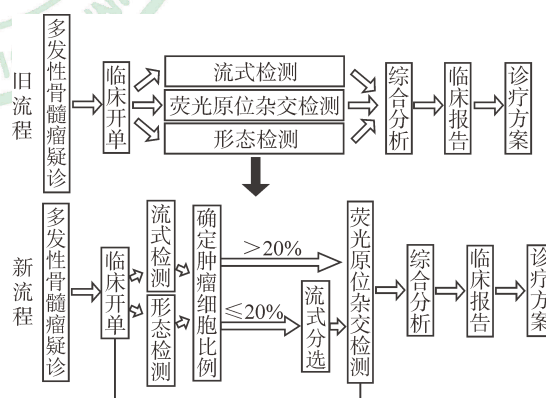 旧流程
多发性骨髓瘤疑诊
临床开单
流式检测
荧光原位杂交检测
形态检测
综合分析
临床报告
诊疗方案
新流程
多发性骨髓瘤疑诊
临床开单
流式检测
形态检测
确定肿瘤细胞比例
>20%
≤20%
流式分选
荧光原位杂交检测
综合分析
临床报告
诊疗方案